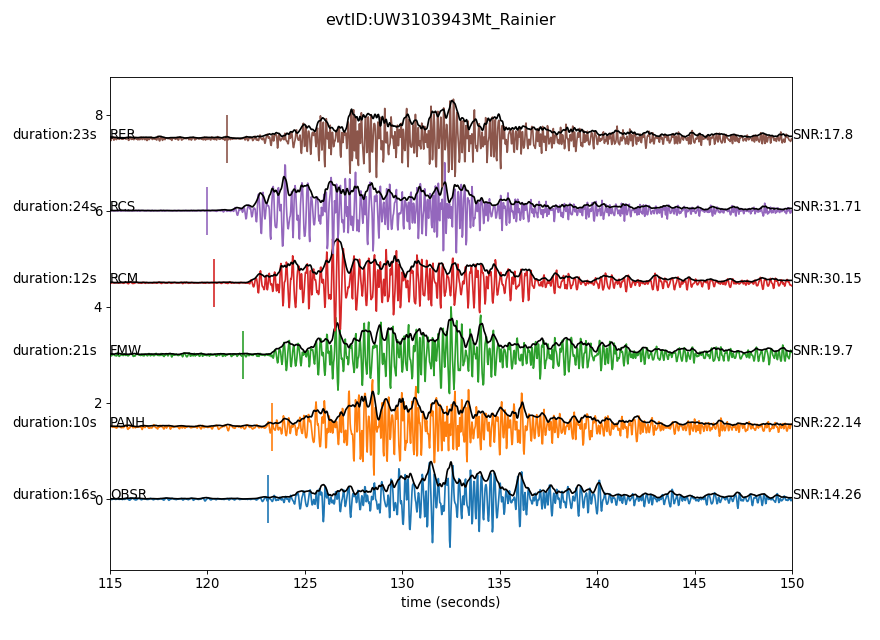 evtID:UW3103943Mt_Rainier
8
duration:23s RER SNR:17.8
duration:24s 6 RCS SNR:31.71
duration:12s RCM SNR:30.15
4
duration:21s FMW SNR:19.7
2
duration:10s PANH SNR:22.14
duration:16s 0 OBSR SNR:14.26
115 120 125 130 135 140 145 150
time (seconds)